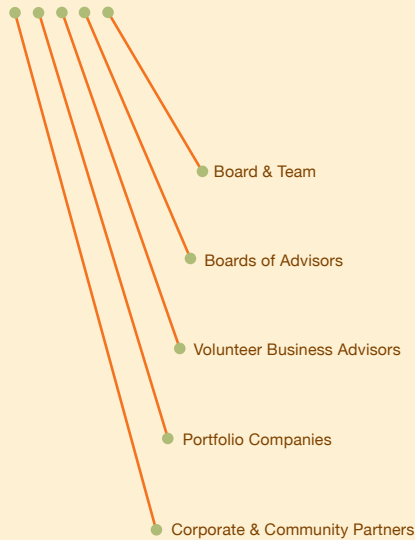 Board & Team
Boards of Advisors
Volunteer Business Advisors
Portfolio Companies
Corporate & Community Partners